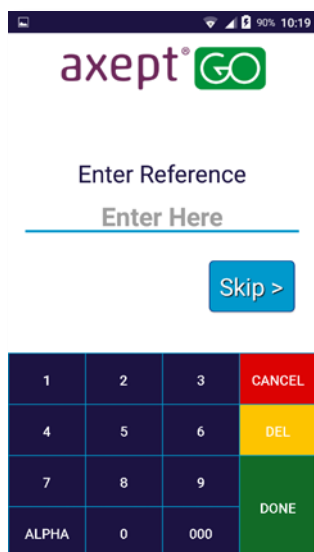 90% 10:19
axept® GO
Enter Reference
Enter Here
Skip >
1 2 3 CANCEL
4 5 6 DEL
7 8 9
DONE
ALPHA 0 000